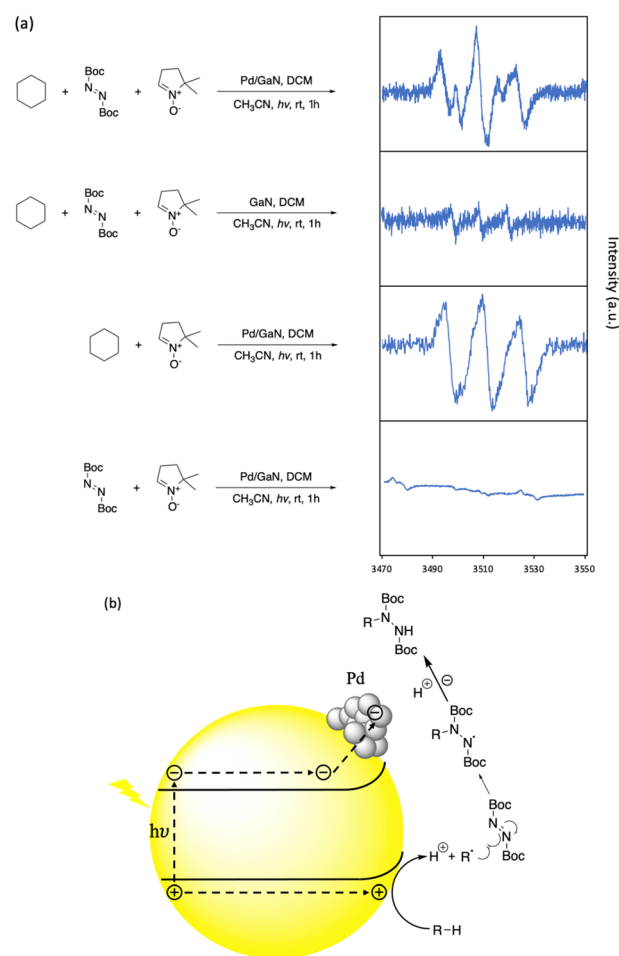 (a)
Boc
N
N
Boc
+
+
N+
O-
Pd/GaN, DCM
CH₃CN, hv, rt, 1h
Boc
N
N
Boc
+
+
N+
O-
GaN, DCM
CH₃CN, hv, rt, 1h
+
N+
O-
Pd/GaN, DCM
CH₃CN, hv, rt, 1h
Boc
N
N
Boc
+
N+
O-
Pd/GaN, DCM
CH₃CN, hv, rt, 1h
Intensity (a.u.)
3470 3490 3510 3530 3550
(b)
Boc
R N NH
Boc
H⊕ ⊖
Pd
⊖
Boc
R N N•
Boc
⊖ ⊖
hυ
Boc
N
N
Boc
H⊕ + R•
⊕ ⊕
R–H